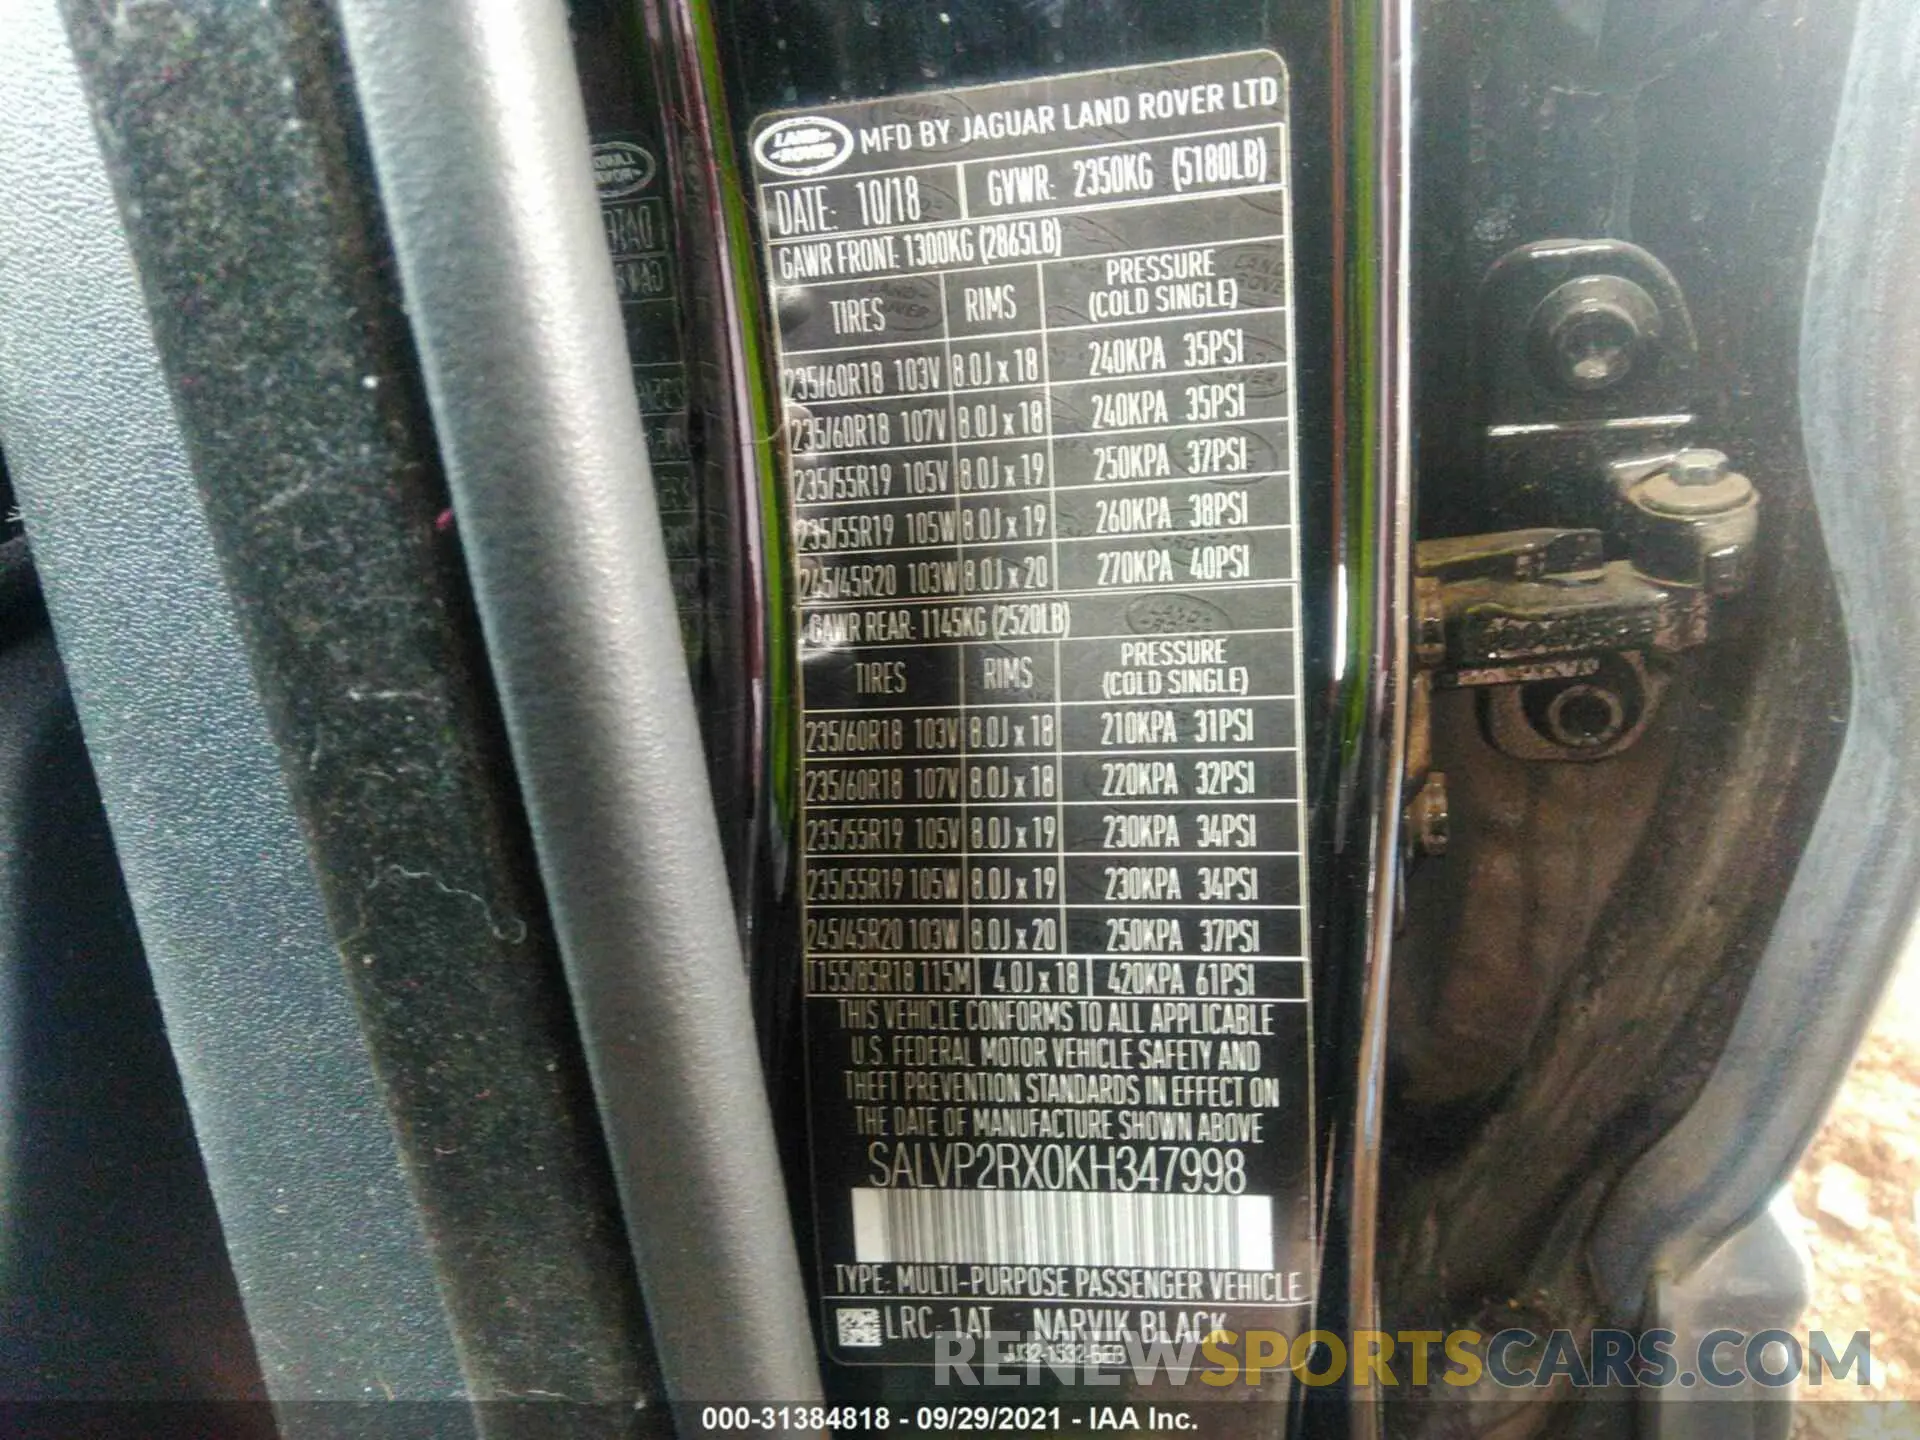 LAND ROVER MFD BY JAGUAR LAND ROVER LTD
DATE: 10/18 GVWR: 2350KG (5180LB)
GAWR FRONT: 1300KG (2865LB)
TIRES RIMS PRESSURE (COLD SINGLE)
235/60R18 103V 8.0J x 18 240KPA 35PSI
235/60R18 107V 8.0J x 18 240KPA 35PSI
235/55R19 105V 8.0J x 19 250KPA 37PSI
235/55R19 105W 8.0J x 19 260KPA 38PSI
245/45R20 103W 8.0J x 20 270KPA 40PSI
GAWR REAR: 1145KG (2520LB)
TIRES RIMS PRESSURE (COLD SINGLE)
235/60R18 103V 8.0J x 18 210KPA 31PSI
235/60R18 107V 8.0J x 18 220KPA 32PSI
235/55R19 105V 8.0J x 19 230KPA 34PSI
235/55R19 105W 8.0J x 19 230KPA 34PSI
245/45R20 103W 8.0J x 20 250KPA 37PSI
T155/85R18 115M 4.0J x 18 420KPA 61PSI
THIS VEHICLE CONFORMS TO ALL APPLICABLE
U.S. FEDERAL MOTOR VEHICLE SAFETY AND
THEFT PREVENTION STANDARDS IN EFFECT ON
THE DATE OF MANUFACTURE SHOWN ABOVE
SALVP2RX0KH347998
TYPE: MULTI-PURPOSE PASSENGER VEHICLE
LRC: 1AT NARVIK BLACK
RENEWSPORTSCARS.COM
000-31384818 - 09/29/2021 - IAA Inc.